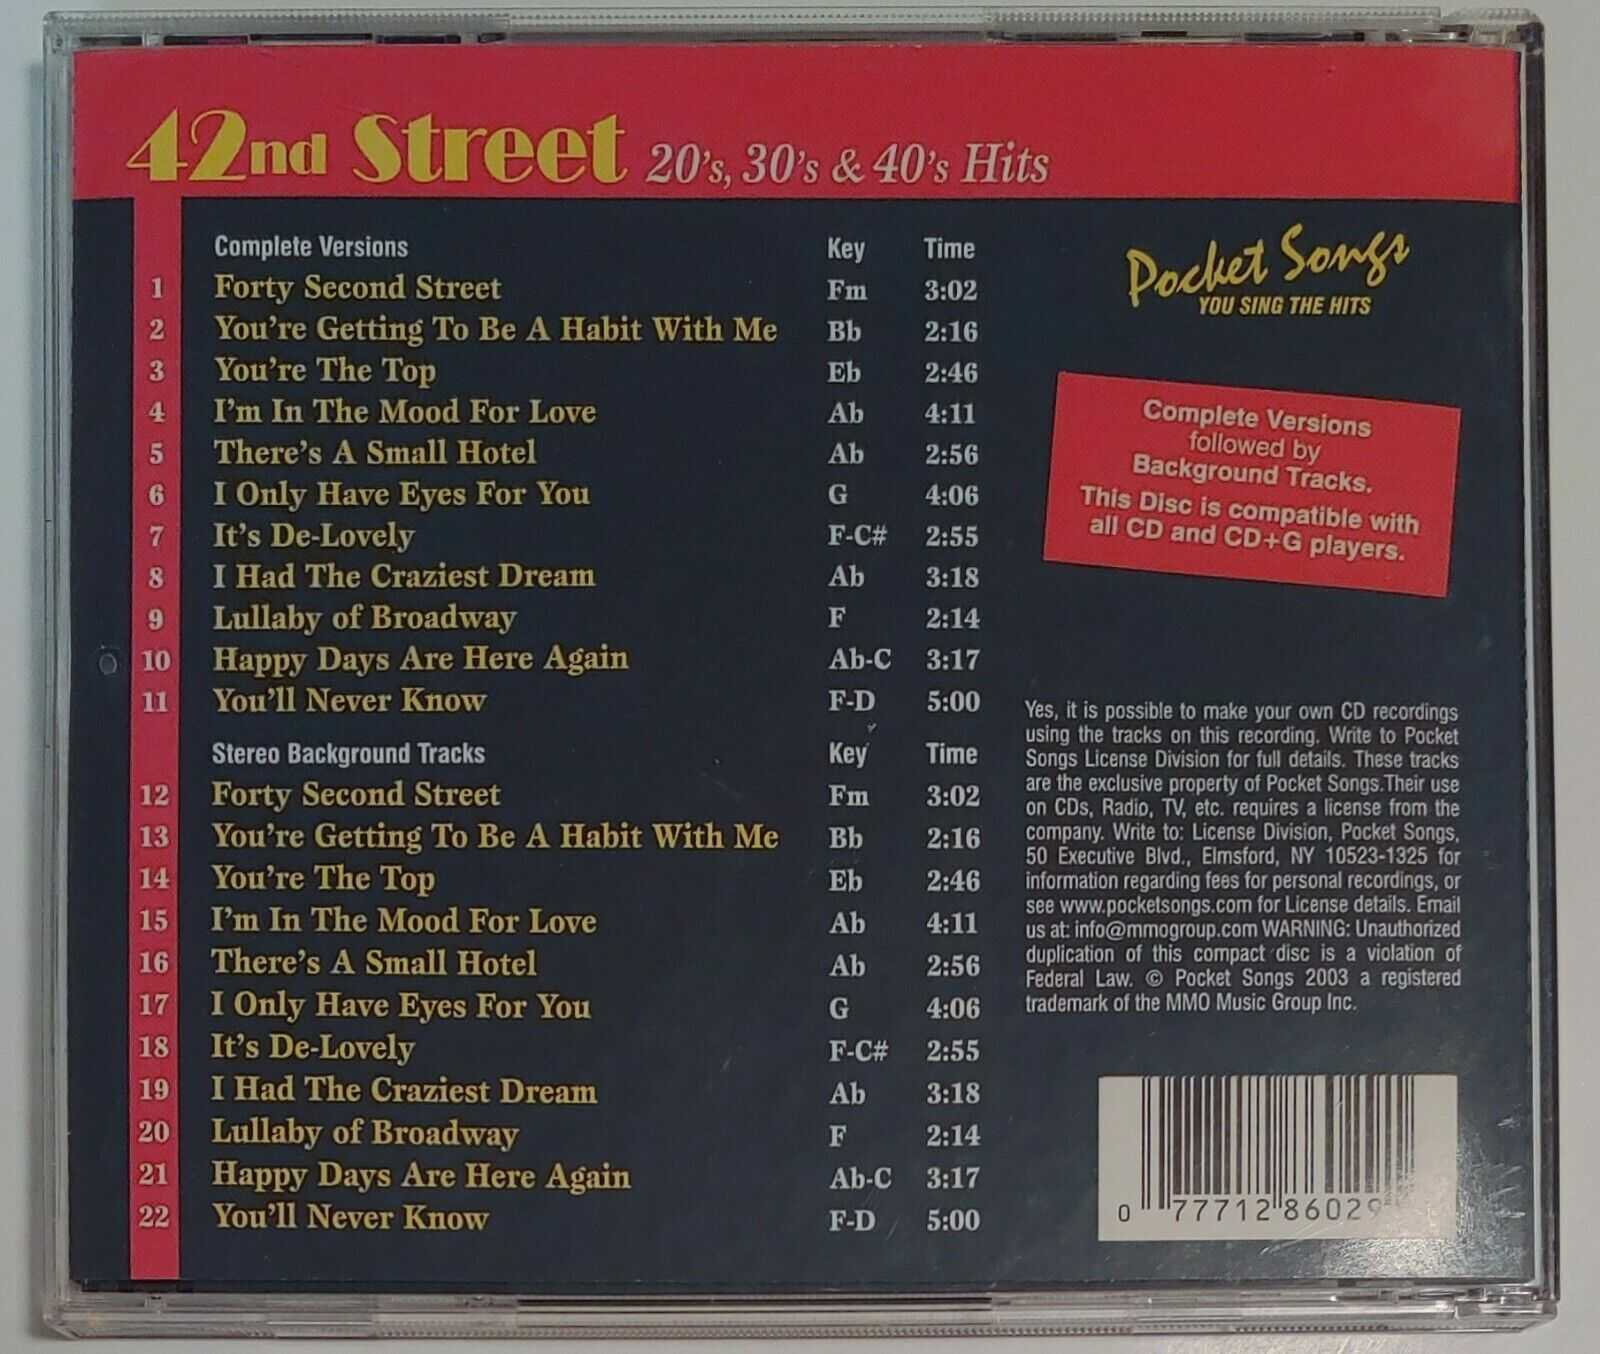 42nd Street 20's, 30's & 40's Hits
Complete Versions Key Time
1 Forty Second Street Fm 3:02
2 You're Getting To Be A Habit With Me Bb 2:16
3 You're The Top Eb 2:46
4 I'm In The Mood For Love Ab 4:11
5 There's A Small Hotel Ab 2:56
6 I Only Have Eyes For You G 4:06
7 It's De-Lovely F-C# 2:55
8 I Had The Craziest Dream Ab 3:18
9 Lullaby of Broadway F 2:14
10 Happy Days Are Here Again Ab-C 3:17
11 You'll Never Know F-D 5:00
Stereo Background Tracks Key Time
12 Forty Second Street Fm 3:02
13 You're Getting To Be A Habit With Me Bb 2:16
14 You're The Top Eb 2:46
15 I'm In The Mood For Love Ab 4:11
16 There's A Small Hotel Ab 2:56
17 I Only Have Eyes For You G 4:06
18 It's De-Lovely F-C# 2:55
19 I Had The Craziest Dream Ab 3:18
20 Lullaby of Broadway F 2:14
21 Happy Days Are Here Again Ab-C 3:17
22 You'll Never Know F-D 5:00
Pocket Songs
YOU SING THE HITS
Complete Versions
followed by
Background Tracks.
This Disc is compatible with
all CD and CD+G players.
Yes, it is possible to make your own CD recordings
using the tracks on this recording. Write to Pocket
Songs License Division for full details. These tracks
are the exclusive property of Pocket Songs.Their use
on CDs, Radio, TV, etc. requires a license from the
company. Write to: License Division, Pocket Songs,
50 Executive Blvd., Elmsford, NY 10523-1325 for
information regarding fees for personal recordings, or
see www.pocketsongs.com for License details. Email
us at: info@mmogroup.com WARNING: Unauthorized
duplication of this compact disc is a violation of
Federal Law. © Pocket Songs 2003 a registered
trademark of the MMO Music Group Inc.
0 77712 86029